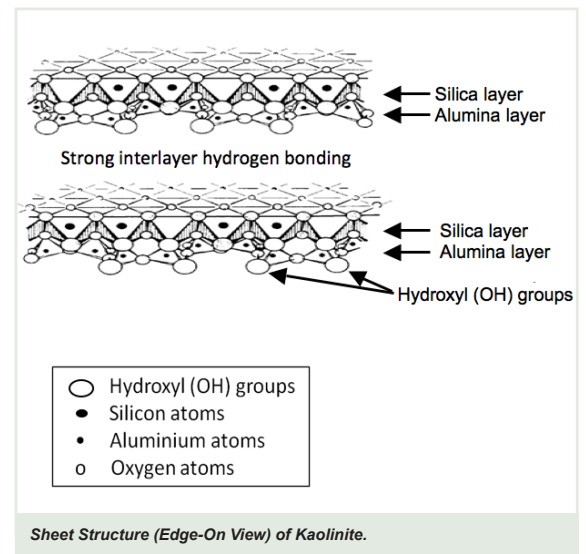 Silica layer
Alumina layer
Strong interlayer hydrogen bonding
Silica layer
Alumina layer
Hydroxyl (OH) groups
Hydroxyl (OH) groups
Silicon atoms
Aluminium atoms
Oxygen atoms
Sheet Structure (Edge-On View) of Kaolinite.